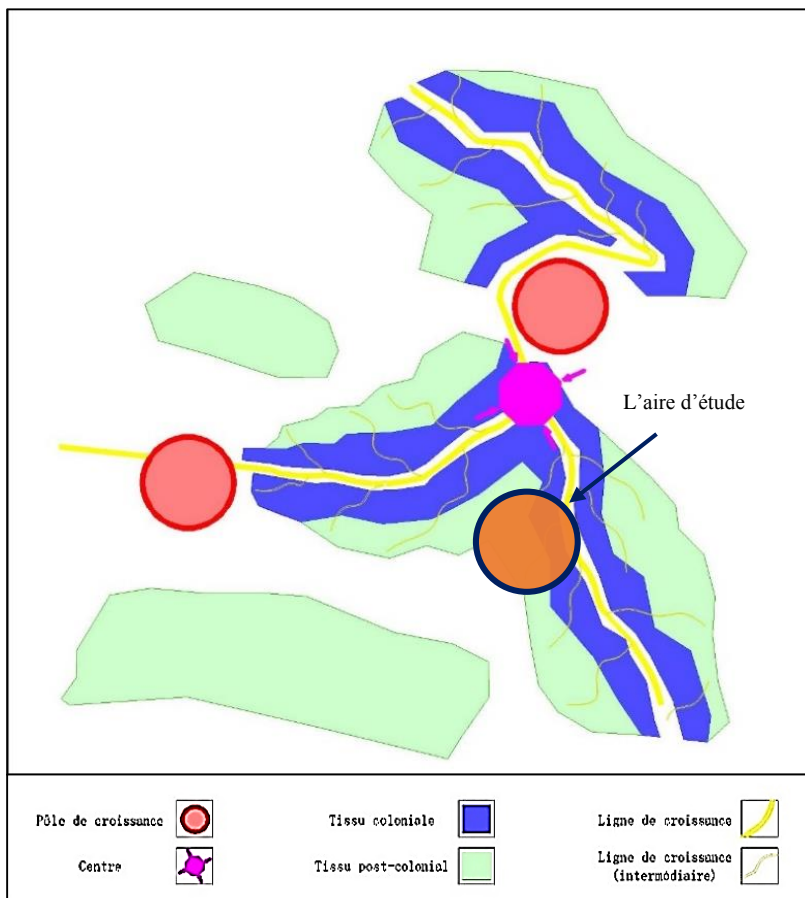 L'aire d'étude
Pôle de croissance
Tissu coloniale
Ligne de croissance
Centre
Tissu post-colonial
Ligne de croissance
(intermédiaire)